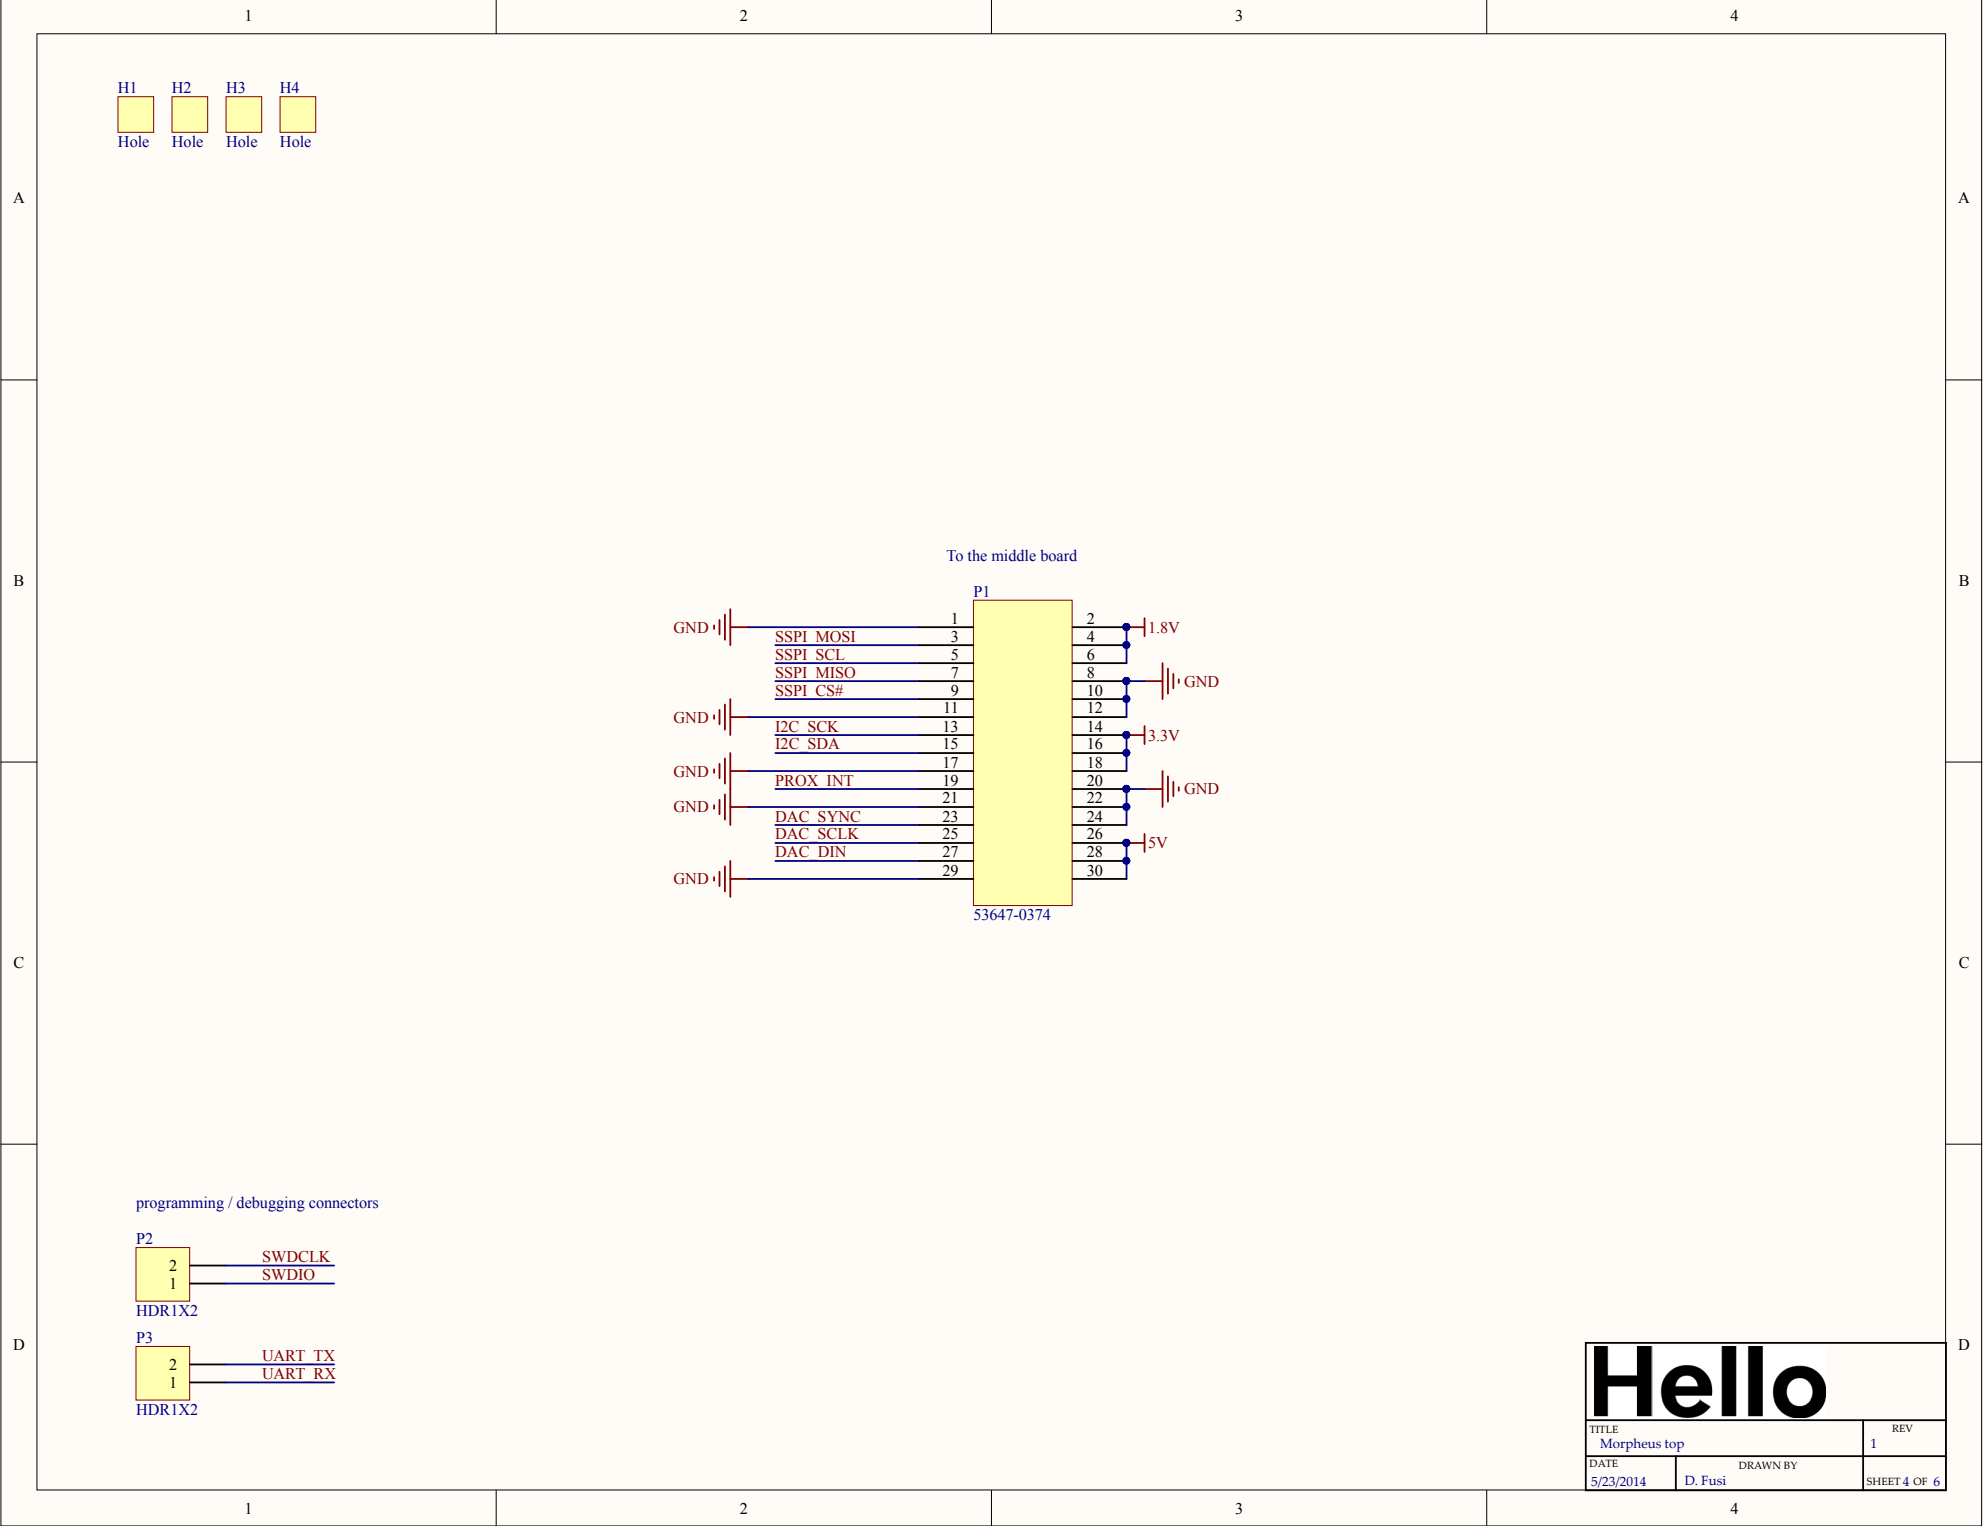 1 2 3 4
H1 H2 H3 H4
Hole Hole Hole Hole
A A
To the middle board
B B
P1
GND 1 2 1.8V
SSPI_MOSI 3 4
SSPI_SCL 5 6
SSPI_MISO 7 8 GND
SSPI_CS# 9 10
GND 11 12
I2C_SCK 13 14 3.3V
I2C_SDA 15 16
GND 17 18
PROX_INT 19 20 GND
GND 21 22
DAC_SYNC 23 24
DAC_SCLK 25 26 5V
DAC_DIN 27 28
GND 29 30
53647-0374
C C
programming / debugging connectors
P2
2 SWDCLK
1 SWDIO
HDR1X2
P3
D D
2 UART_TX
1 UART_RX
HDR1X2
Hello
TITLE REV
Morpheus top 1
DATE DRAWN BY
5/23/2014 D. Fusi SHEET 4 OF 6
1 2 3 4